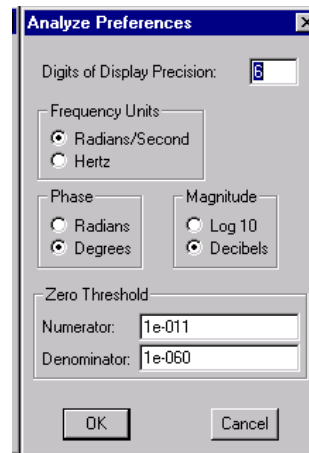 Analyze Preferences
Digits of Display Precision: 6
Frequency Units
Radians/Second
Hertz
Phase
Radians
Degrees
Magnitude
Log 10
Decibels
Zero Threshold
Numerator: 1e-011
Denominator: 1e-060
OK Cancel